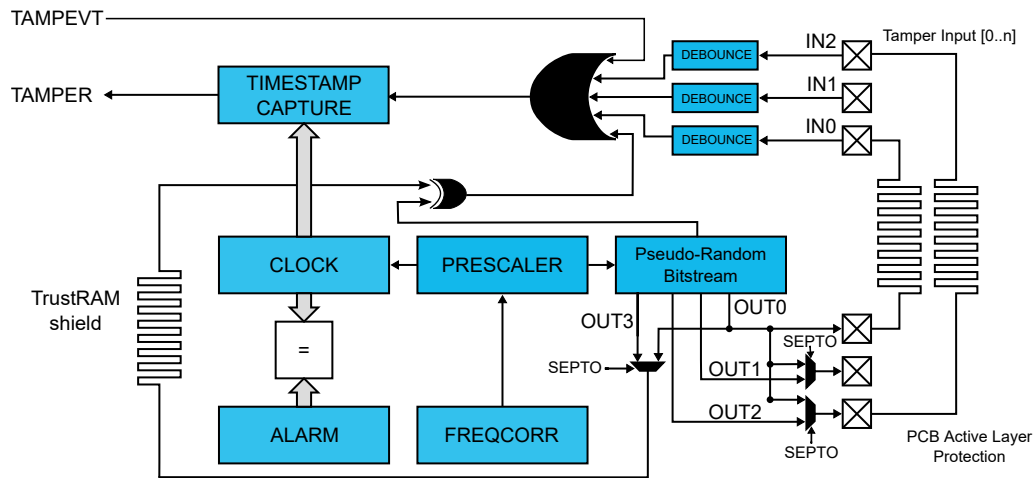 TAMPEVT
TAMPER
TIMESTAMP
CAPTURE
DEBOUNCE
IN2
Tamper Input [0..n]
DEBOUNCE
IN1
DEBOUNCE
IN0
CLOCK
PRESCALER
Pseudo-Random
Bitstream
TrustRAM
shield
OUT3
OUT0
SEPTO
=
SEPTO
OUT1
OUT2
ALARM
FREQCORR
SEPTO
PCB Active Layer
Protection